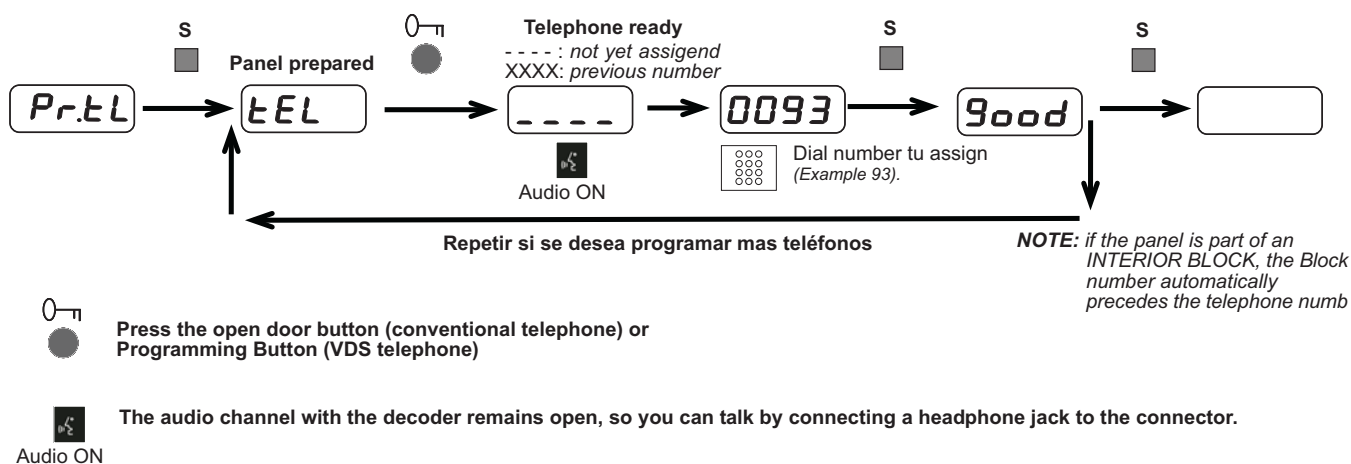 S
Panel prepared
Telephone ready
- - - - : not yet assigend
XXXX: previous number
S
S
Pr.tL
tEL
_ _ _ _
0093
9ood
Audio ON
Dial number tu assign
(Example 93).
Repetir si se desea programar mas teléfonos
NOTE: if the panel is part of an
INTERIOR BLOCK, the Block
number automatically
precedes the telephone numb
Press the open door button (conventional telephone) or
Programming Button (VDS telephone)
The audio channel with the decoder remains open, so you can talk by connecting a headphone jack to the connector.
Audio ON